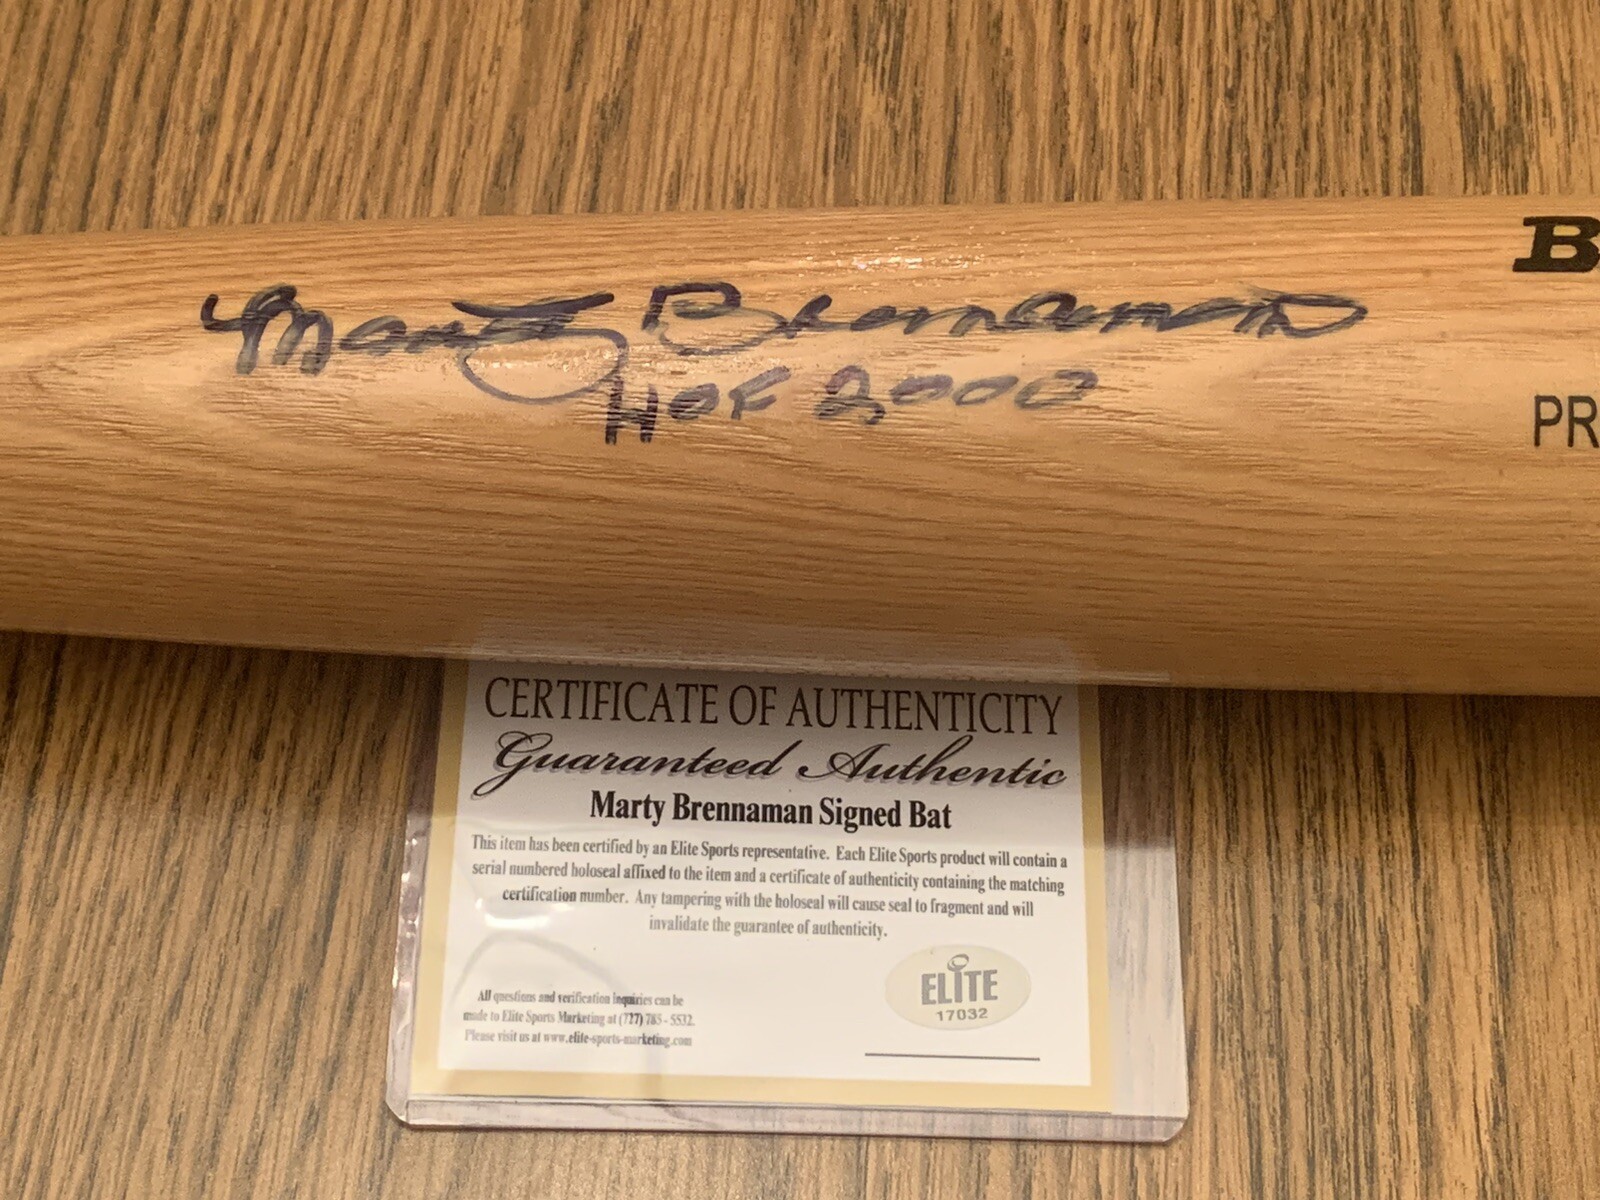 Marty Brennaman
HOF 2000
B
PR
CERTIFICATE OF AUTHENTICITY
Guaranteed Authentic
Marty Brennaman Signed Bat
This item has been certified by an Elite Sports representative. Each Elite Sports product will contain a
serial numbered holoseal affixed to the item and a certificate of authenticity containing the matching
certification number. Any tampering with the holoseal will cause seal to fragment and will
invalidate the guarantee of authenticity.
All questions and verification inquiries can be
made to Elite Sports Marketing at (727) 785-5532.
Please visit us at www.elite-sports-marketing.com
ELITE
17032